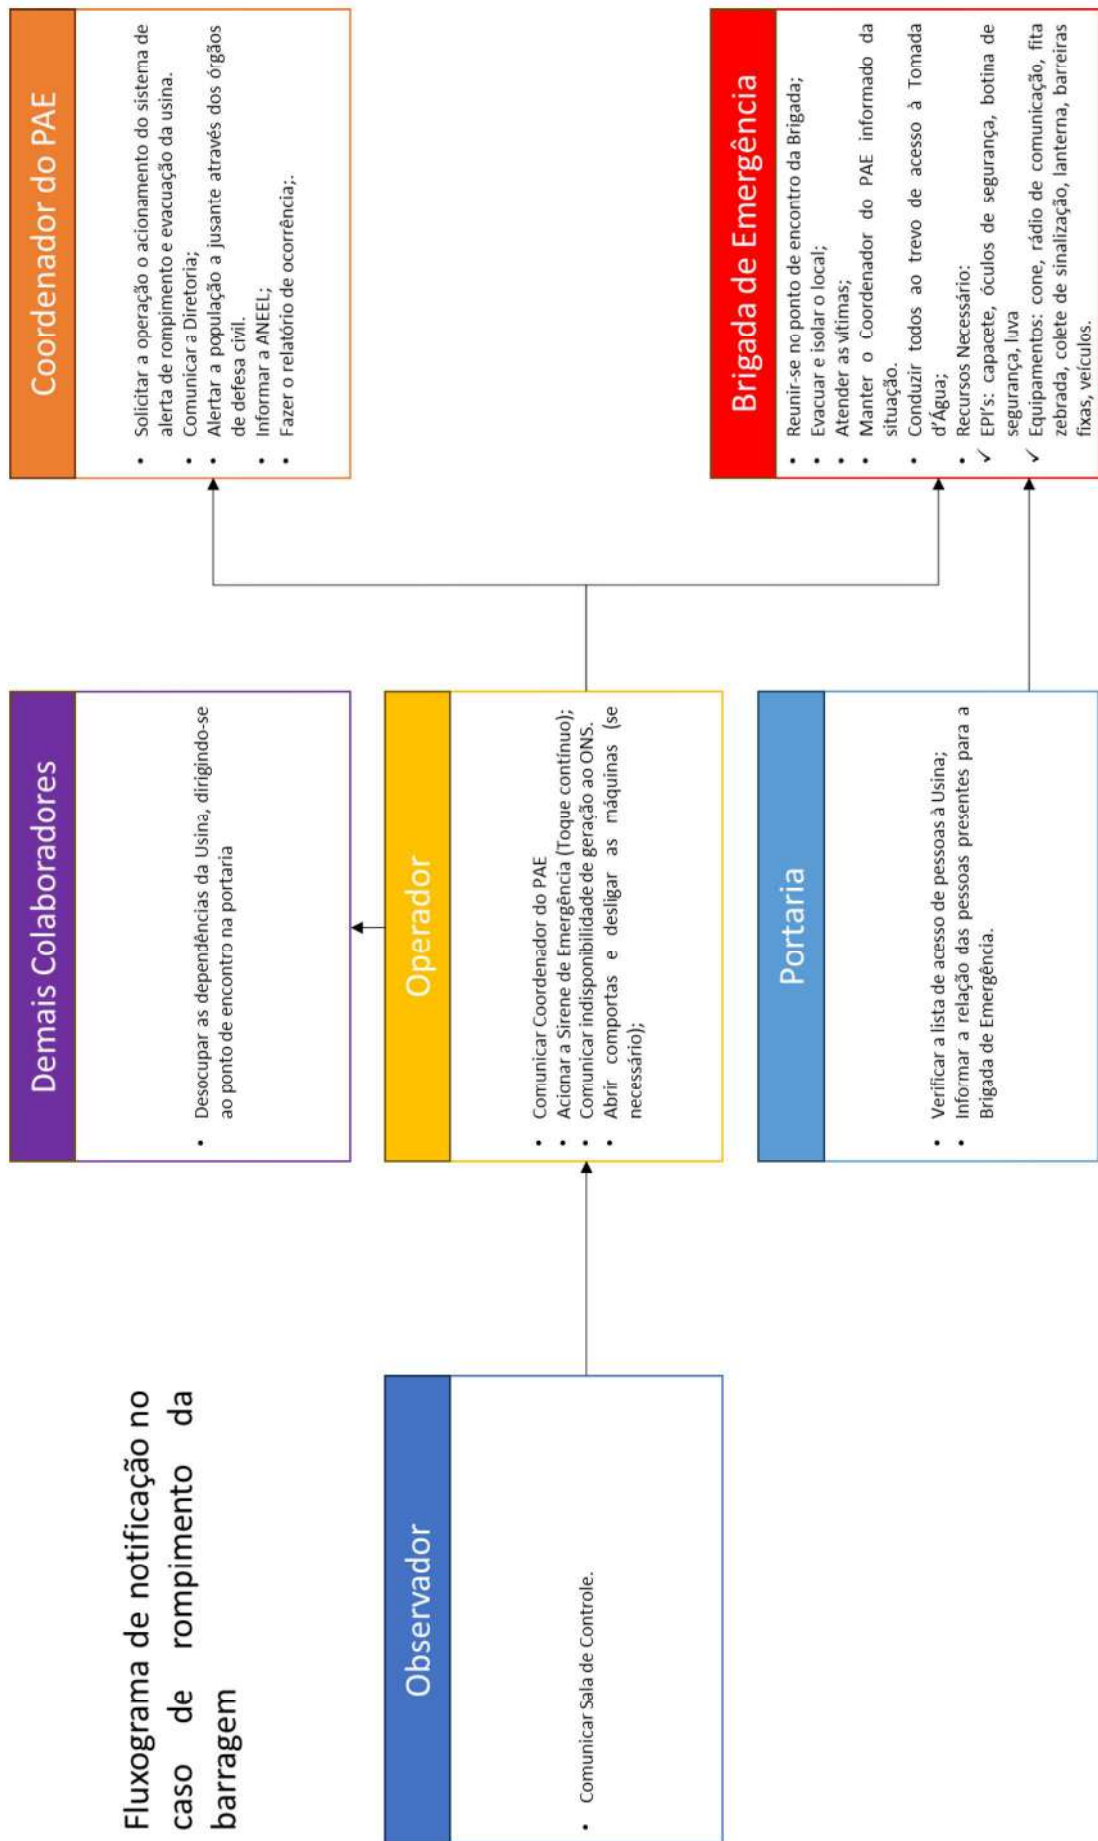 Fluxograma de notificação no
caso de rompimento da
barragem
Observador
• Comunicar Sala de Controle.
Demais Colaboradores
• Desocupar as dependências da Usina, dirigindo-se
ao ponto de encontro na portaria
Operador
• Comunicar Coordenador do PAE
• Acionar a Sirene de Emergência (Toque contínuo);
• Comunicar indisponibilidade de geração ao ONS.
• Abrir comportas e desligar as máquinas (se
necessário);
Portaria
• Verificar a lista de acesso de pessoas à Usina;
• Informar a relação das pessoas presentes para a
Brigada de Emergência.
Coordenador do PAE
• Solicitar a operação o acionamento do sistema de
alerta de rompimento e evacuação da usina.
• Comunicar a Diretoria;
• Alertar a população a jusante através dos órgãos
de defesa civil.
• Informar a ANEEL;
• Fazer o relatório de ocorrência;.
Brigada de Emergência
• Reunir-se no ponto de encontro da Brigada;
• Evacuar e isolar o local;
• Atender as vítimas;
• Manter o Coordenador do PAE informado da
situação.
• Conduzir todos ao trevo de acesso à Tomada
d'Água;
• Recursos Necessário:
✓ EPI's: capacete, óculos de segurança, botina de
segurança, luva
✓ Equipamentos: cone, rádio de comunicação, fita
zebrada, colete de sinalização, lanterna, barreiras
fixas, veículos.